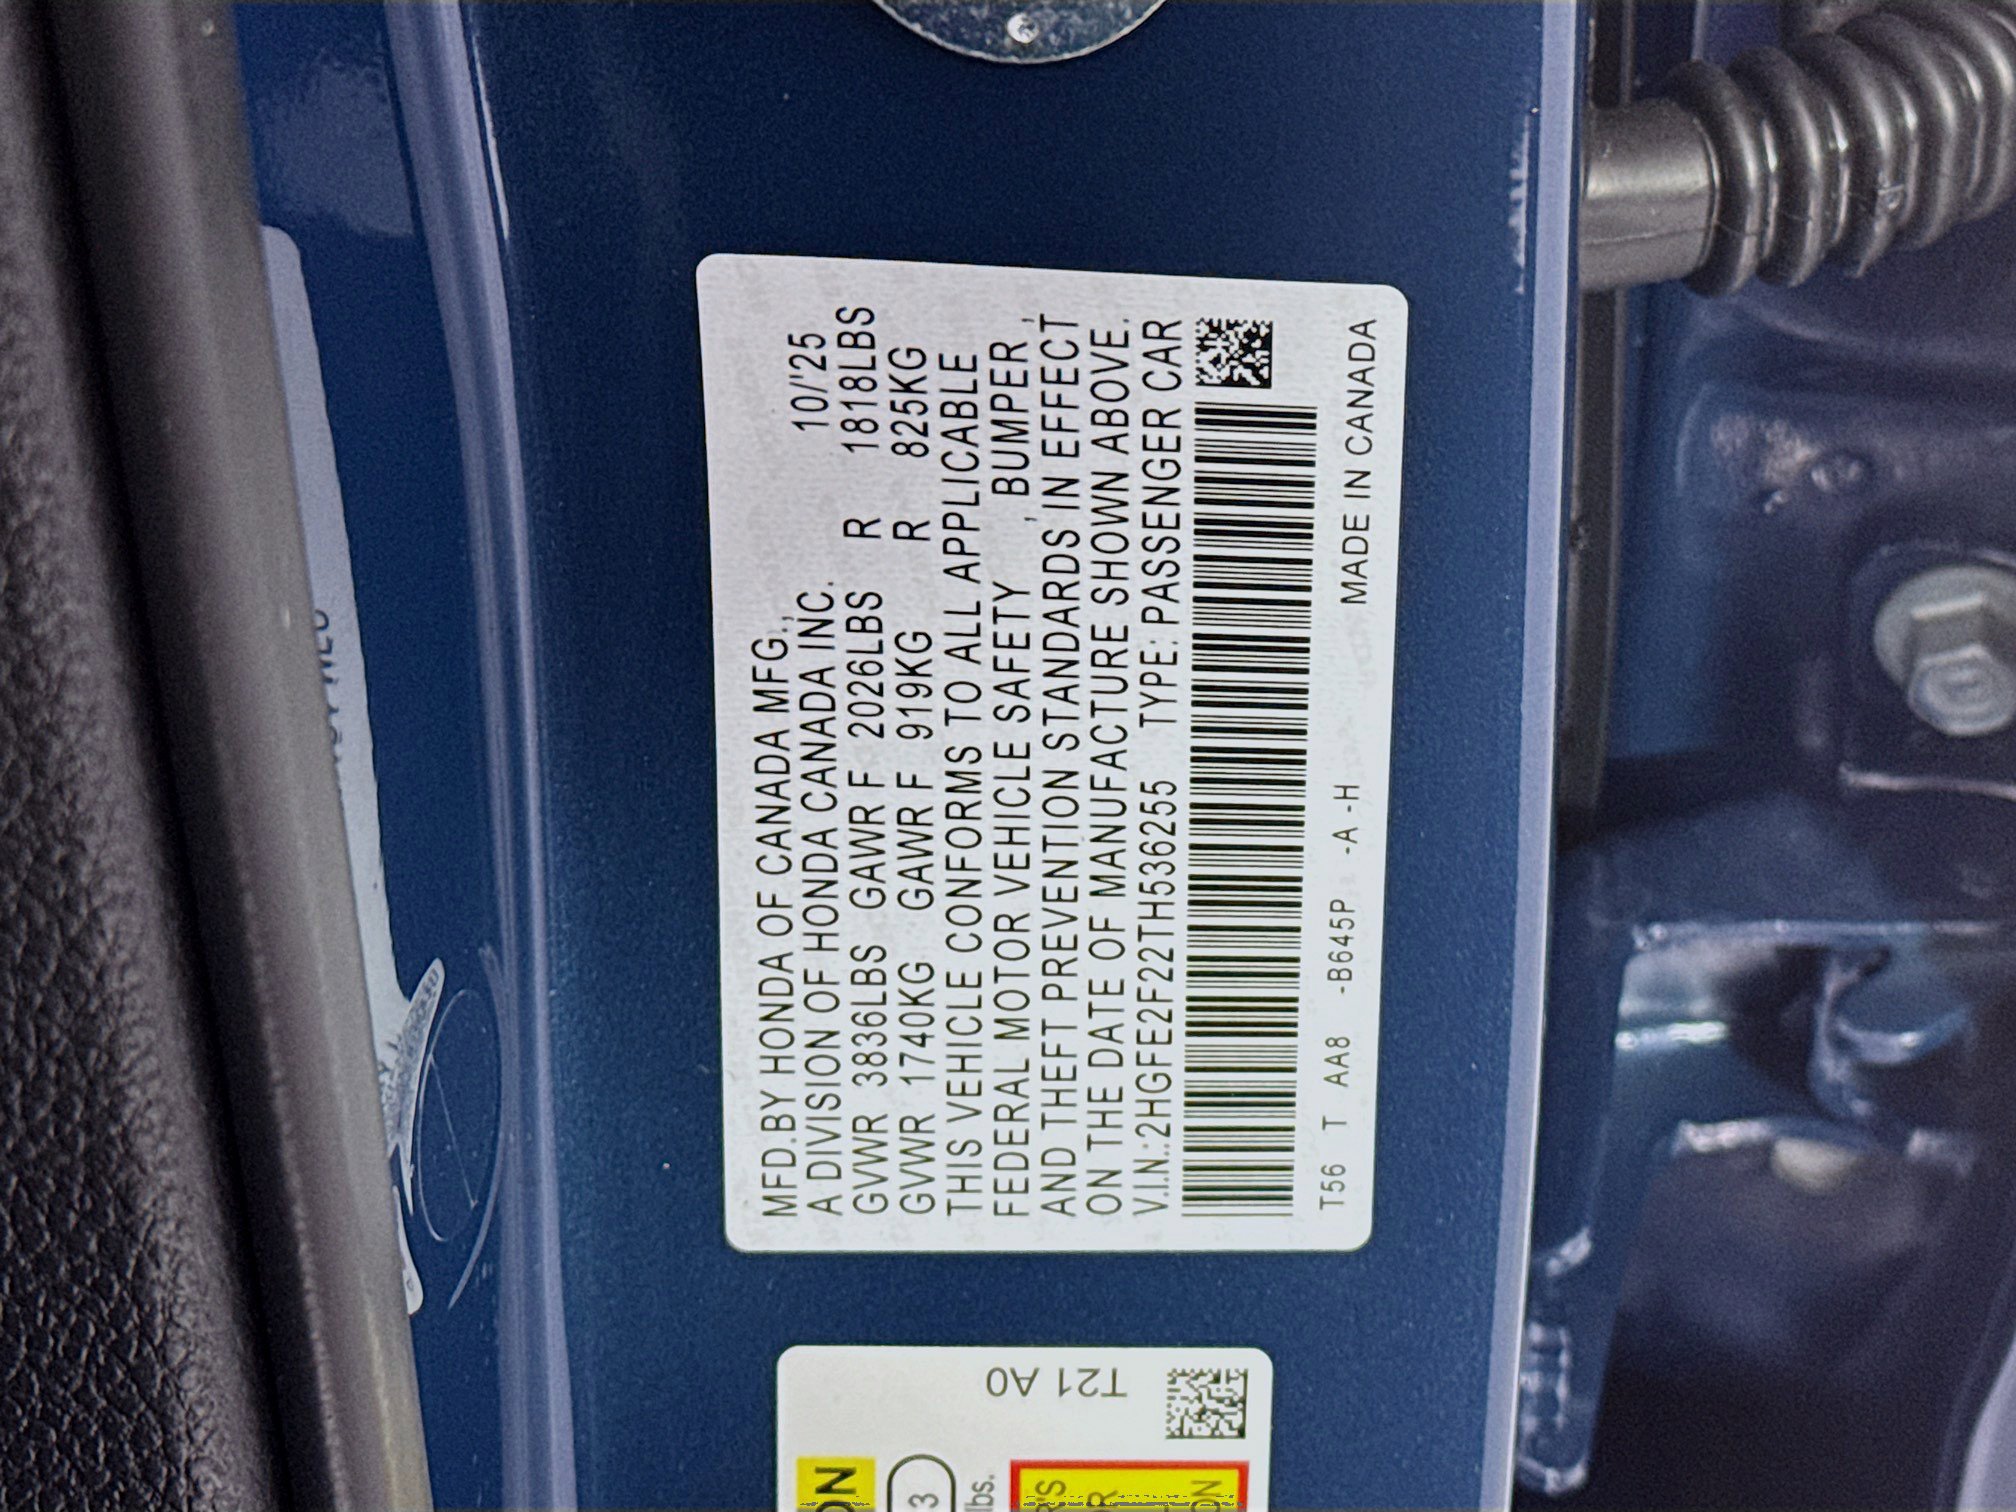 MFD.BY HONDA OF CANADA MFG.,
A DIVISION OF HONDA CANADA INC. 10/'25
GVWR 3836LBS GAWR F 2026LBS R 1818LBS
GVWR 1740KG GAWR F 919KG R 825KG
THIS VEHICLE CONFORMS TO ALL APPLICABLE
FEDERAL MOTOR VEHICLE SAFETY , BUMPER ,
AND THEFT PREVENTION STANDARDS IN EFFECT
ON THE DATE OF MANUFACTURE SHOWN ABOVE.
V.I.N.:2HGFE2F22TH536255 TYPE: PASSENGER CAR
T56 T AA8 -B645P -A -H MADE IN CANADA
T21 A0
3
lbs.